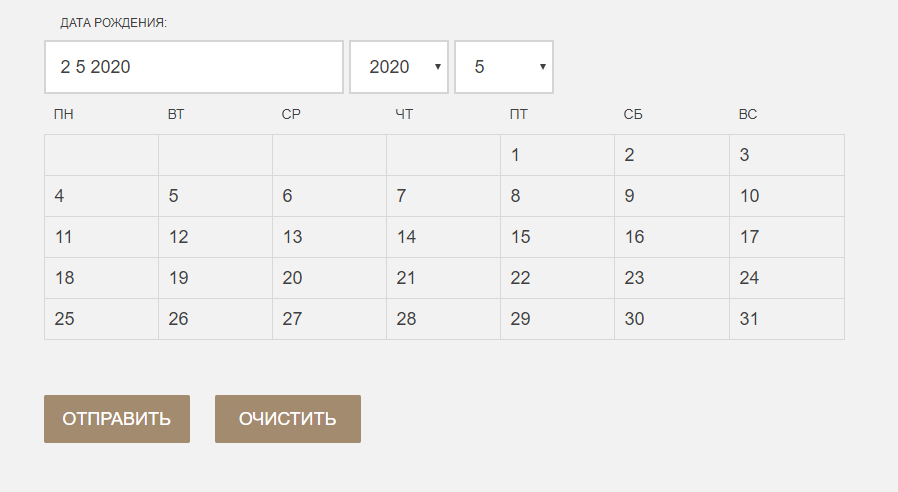 ДАТА РОЖДЕНИЯ:
2 5 2020 2020 5
ПН ВТ СР ЧТ ПТ СБ ВС
1 2 3
4 5 6 7 8 9 10
11 12 13 14 15 16 17
18 19 20 21 22 23 24
25 26 27 28 29 30 31
ОТПРАВИТЬ ОЧИСТИТЬ